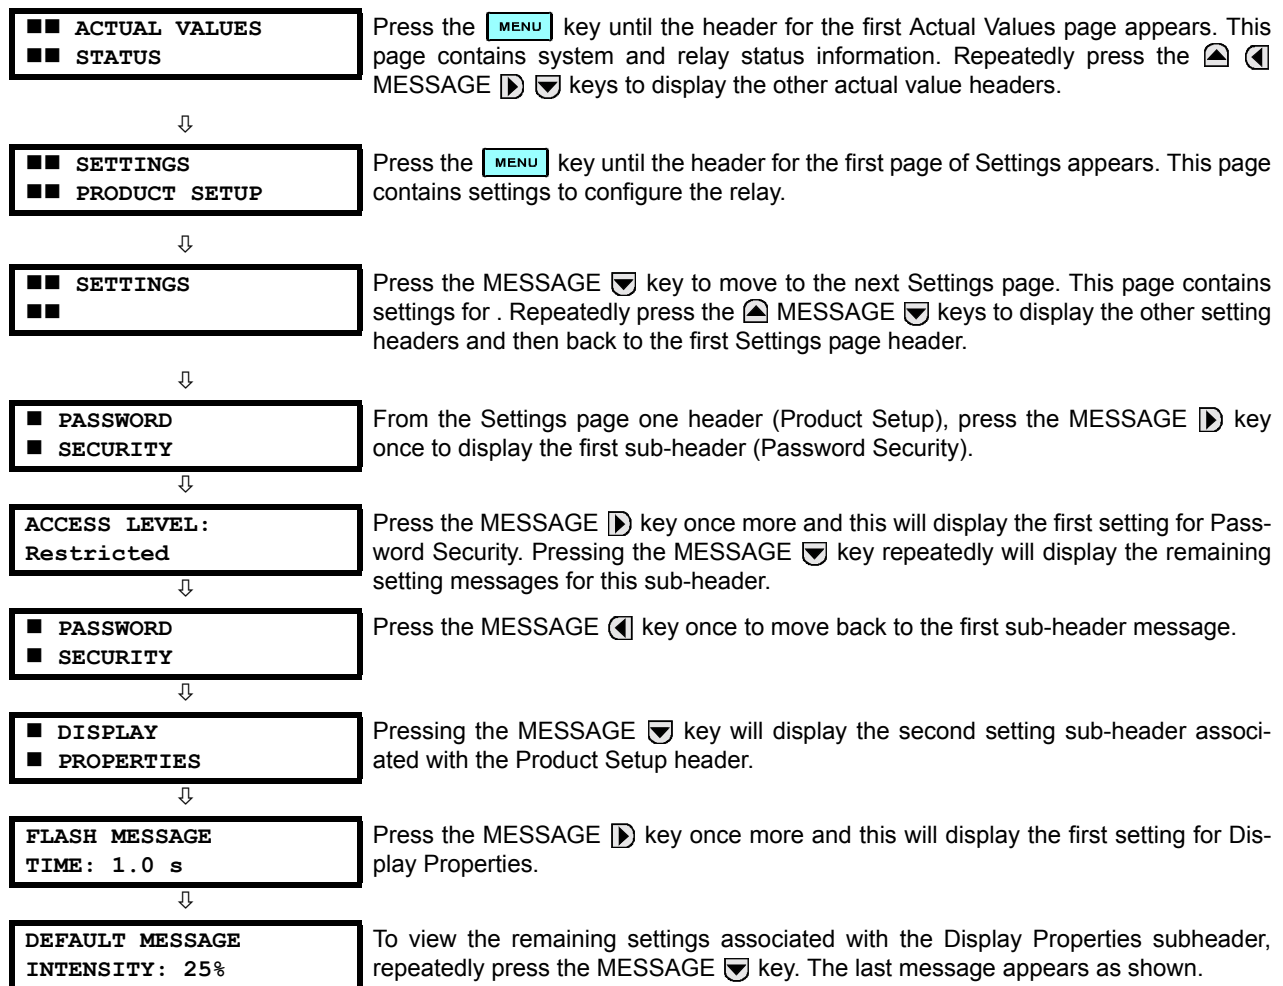 ■■ ACTUAL VALUES
■■ STATUS
Press the MENU key until the header for the first Actual Values page appears. This
page contains system and relay status information. Repeatedly press the
MESSAGE keys to display the other actual value headers.
⇩
■■ SETTINGS
■■ PRODUCT SETUP
Press the MENU key until the header for the first page of Settings appears. This page
contains settings to configure the relay.
⇩
■■ SETTINGS
■■
Press the MESSAGE key to move to the next Settings page. This page contains
settings for . Repeatedly press the MESSAGE keys to display the other setting
headers and then back to the first Settings page header.
⇩
■ PASSWORD
■ SECURITY
From the Settings page one header (Product Setup), press the MESSAGE key
once to display the first sub-header (Password Security).
⇩
ACCESS LEVEL:
Restricted
Press the MESSAGE key once more and this will display the first setting for Pass-
word Security. Pressing the MESSAGE key repeatedly will display the remaining
setting messages for this sub-header.
⇩
■ PASSWORD
■ SECURITY
Press the MESSAGE key once to move back to the first sub-header message.
⇩
■ DISPLAY
■ PROPERTIES
Pressing the MESSAGE key will display the second setting sub-header associ-
ated with the Product Setup header.
⇩
FLASH MESSAGE
TIME: 1.0 s
Press the MESSAGE key once more and this will display the first setting for Dis-
play Properties.
⇩
DEFAULT MESSAGE
INTENSITY: 25%
To view the remaining settings associated with the Display Properties subheader,
repeatedly press the MESSAGE key. The last message appears as shown.